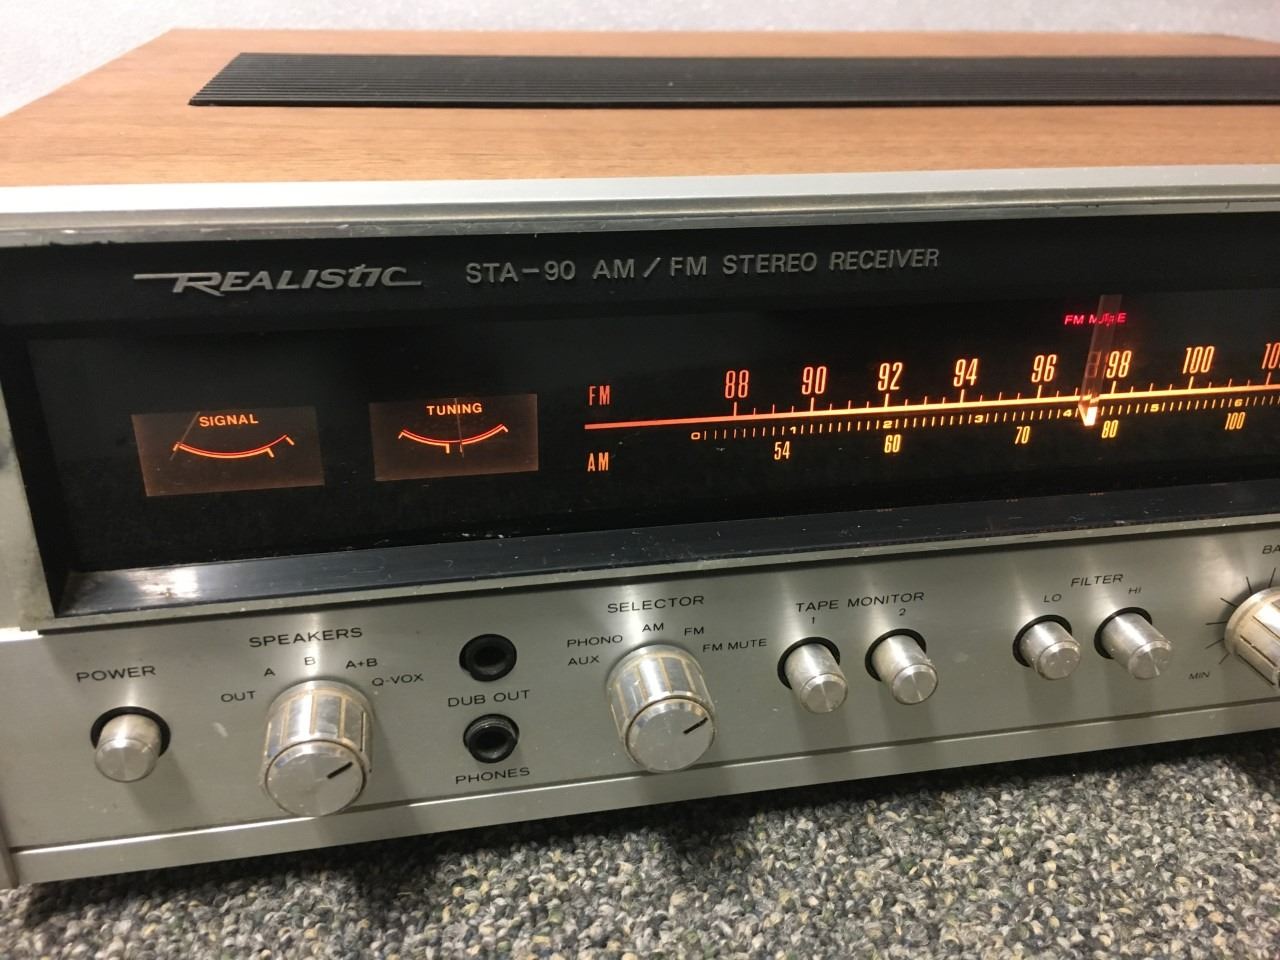 REALISTIC STA-90 AM/FM STEREO RECEIVER
FM MUTE
SIGNAL
TUNING
FM 88 90 92 94 96 98 100
0 1 2 3 4 5 6
AM 54 60 70 80 100
POWER
SPEAKERS
OUT A B A+B Q-VOX
DUB OUT
PHONES
SELECTOR
AUX PHONO AM FM FM MUTE
TAPE MONITOR
1 2
FILTER
LO HI
MIN